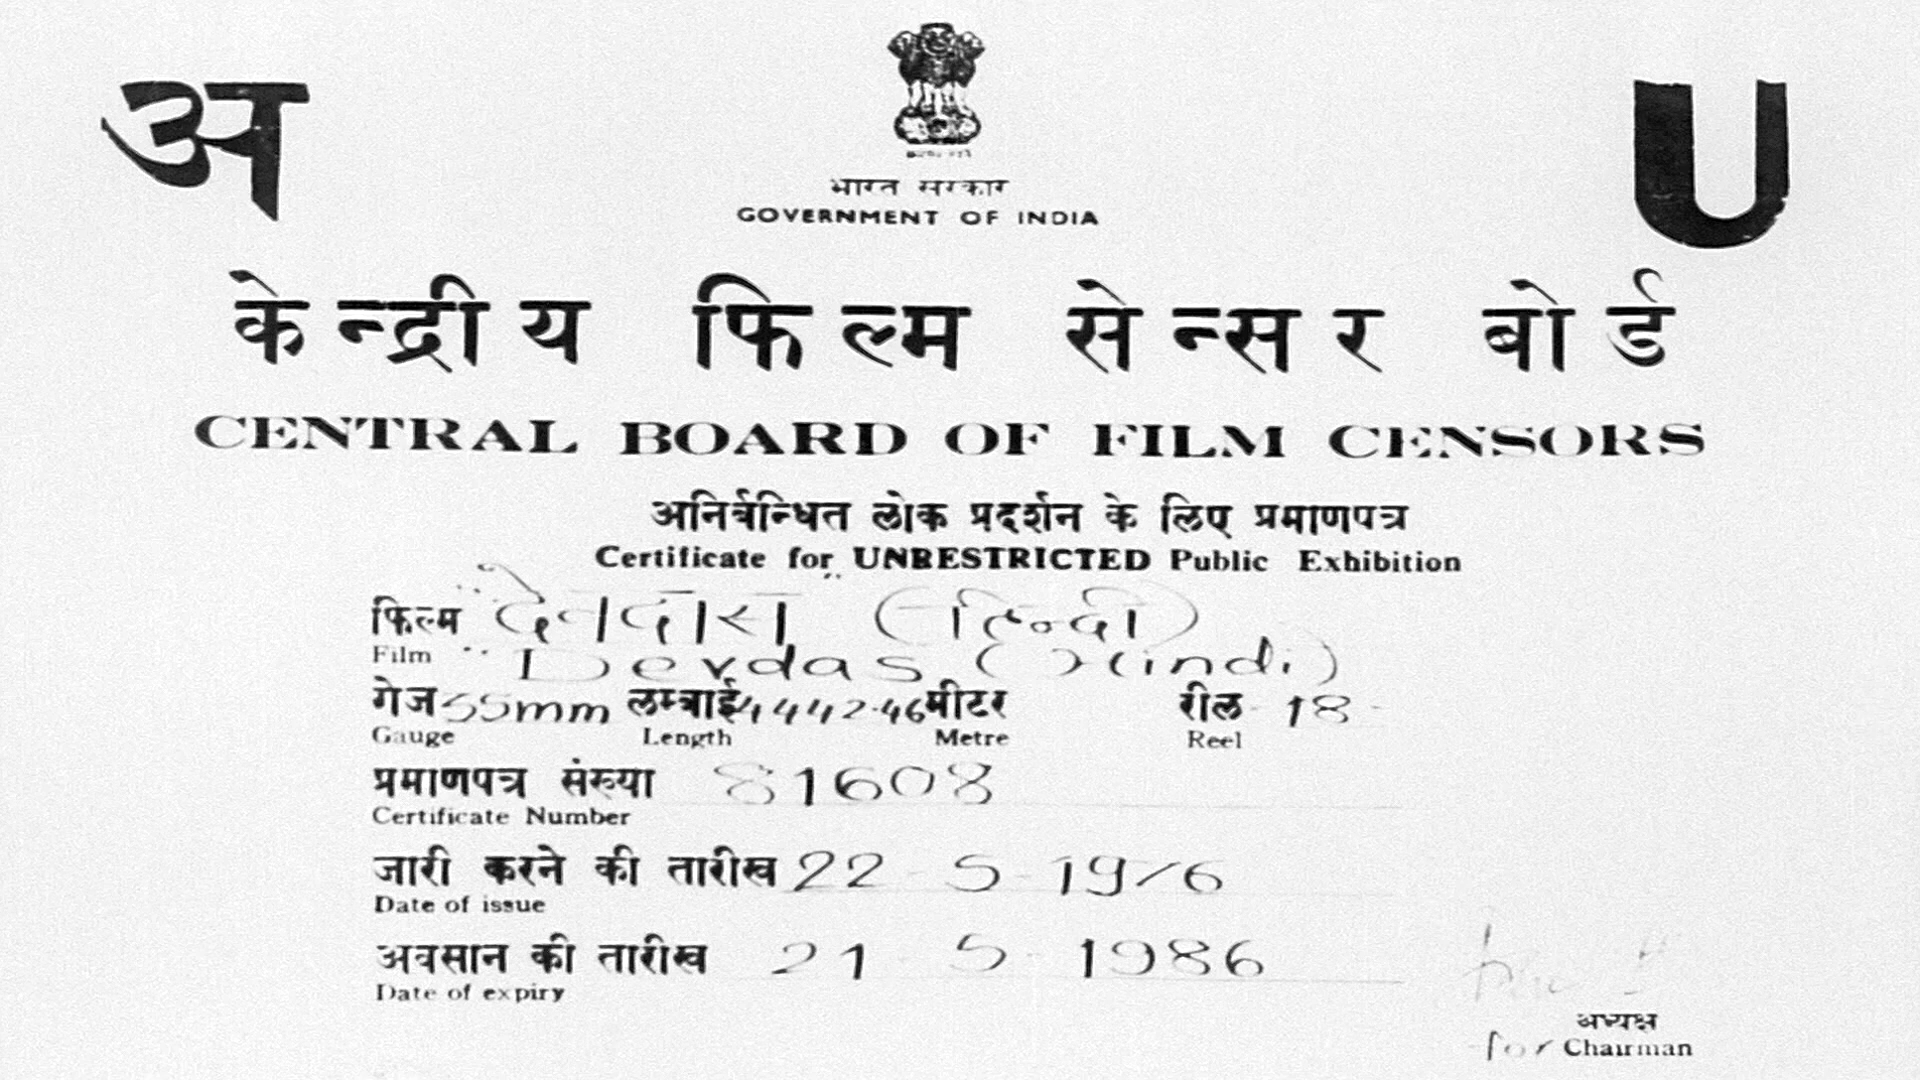 अ
U
भारत सरकार
GOVERNMENT OF INDIA
केन्द्रीय फिल्म सेन्सर बोर्ड
CENTRAL BOARD OF FILM CENSORS
अनिर्बन्धित लोक प्रदर्शन के लिए प्रमाणपत्र
Certificate for UNRESTRICTED Public Exhibition
फिल्म "देवदास (हिन्दी)
Film " Devdas (Hindi)
गेज 35mm लम्बाई 4442.46 मीटर रील - 18 -
Gauge Length Metre Reel
प्रमाणपत्र संख्या 81608
Certificate Number
जारी करने की तारीख 22 - 5 - 1976
Date of issue
अवसान की तारीख 21 - 5 - 1986
Date of expiry
अध्यक्ष
for Chairman